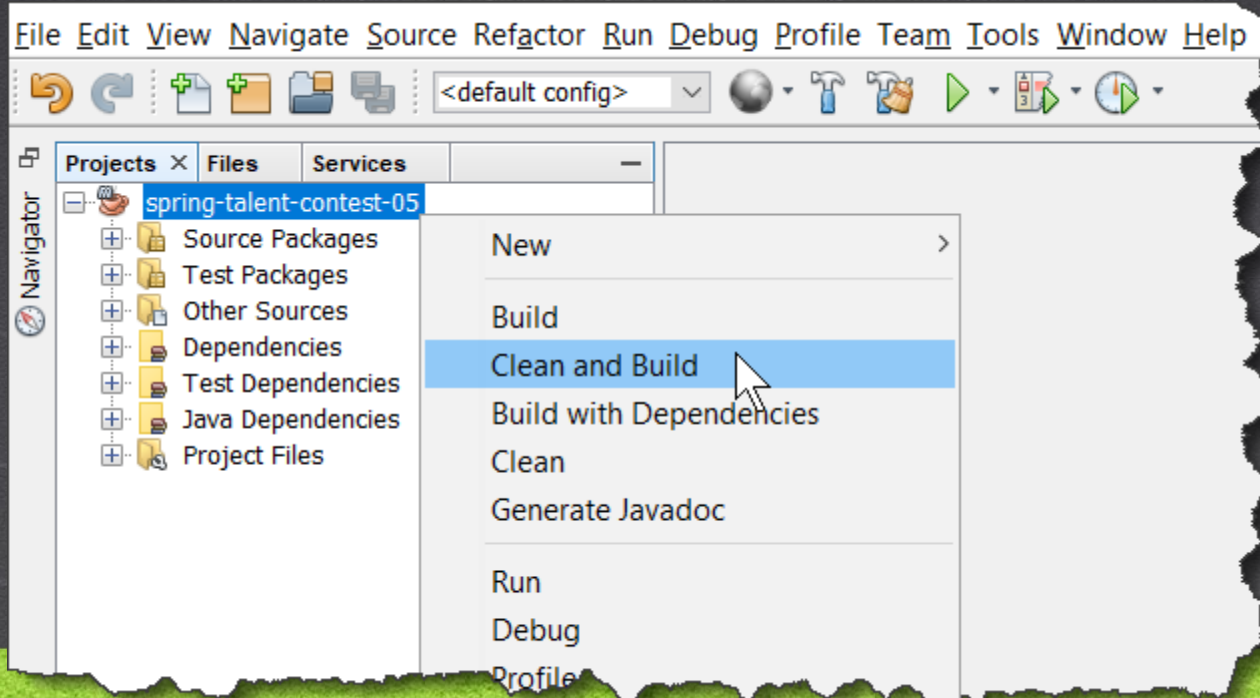 File Edit View Navigate Source Refactor Run Debug Profile Team Tools Window Help
<default config>
Projects Files Services
Navigator
spring-talent-contest-05
Source Packages
Test Packages
Other Sources
Dependencies
Test Dependencies
Java Dependencies
Project Files
New
Build
Clean and Build
Build with Dependencies
Clean
Generate Javadoc
Run
Debug
Profile